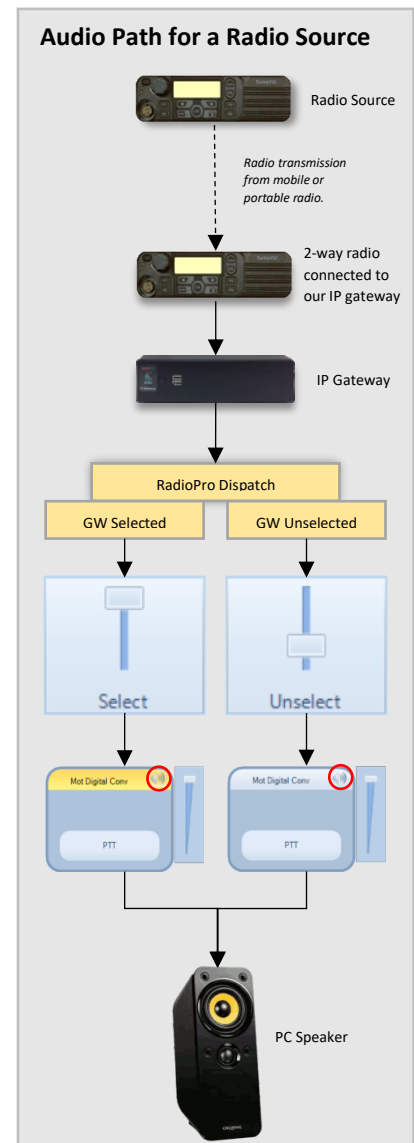 Audio Path for a Radio Source
Radio Source
Radio transmission
from mobile or
portable radio.
2-way radio
connected to
our IP gateway
IP Gateway
RadioPro Dispatch
GW Selected
GW Unselected
Select
Unselect
Mot Digital Conv
PTT
Mot Digital Conv
PTT
PC Speaker